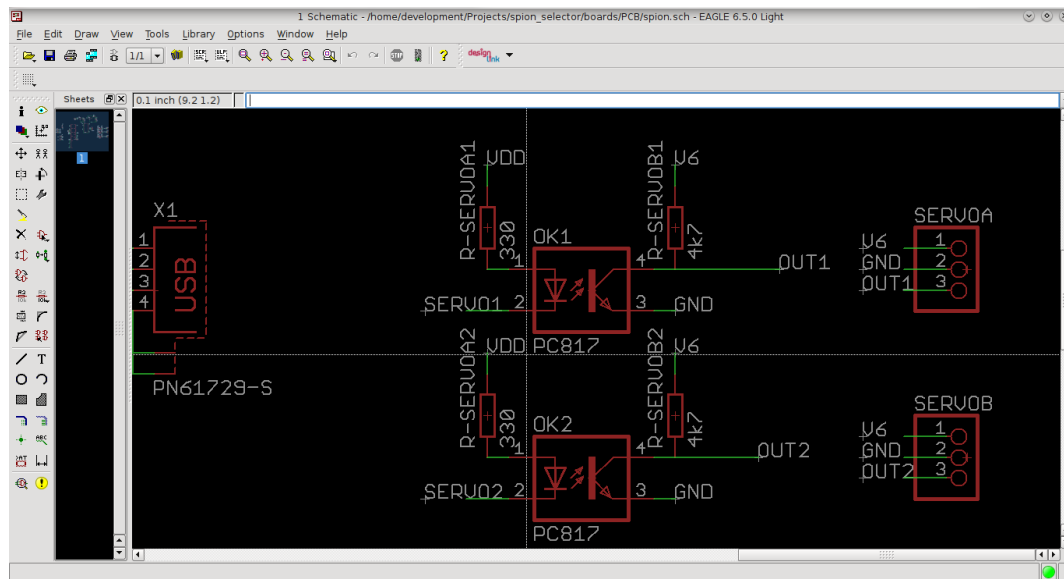 1 Schematic - /home/development/Projects/spion_selector/boards/PCB/spion.sch - EAGLE 6.5.0 Light
File Edit Draw View Tools Library Options Window Help
1/1
design link
Sheets
0.1 inch (9.2 1.2)
1
X1
1
2
3
4
USB
PN61729-S
R-SERVOA1
VDD
330
R-SERVOB1
V6
4k7
OK1
1
4
OUT1
SERVO1
2
3
GND
PC817
R-SERVOA2
VDD
330
R-SERVOB2
V6
4k7
OK2
1
4
OUT2
SERVO2
2
3
GND
PC817
SERVOA
V6 1
GND 2
OUT1 3
SERVOB
V6 1
GND 2
OUT2 3